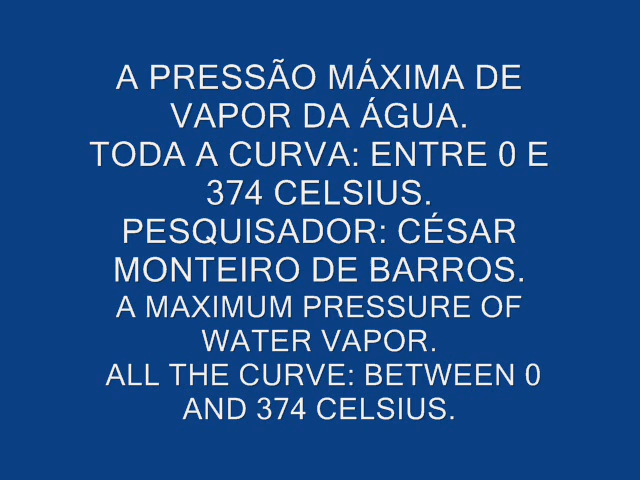 A PRESSÃO MÁXIMA DE
VAPOR DA ÁGUA.
TODA A CURVA: ENTRE 0 E
374 CELSIUS.
PESQUISADOR: CÉSAR
MONTEIRO DE BARROS.
A MAXIMUM PRESSURE OF
WATER VAPOR.
ALL THE CURVE: BETWEEN 0
AND 374 CELSIUS.